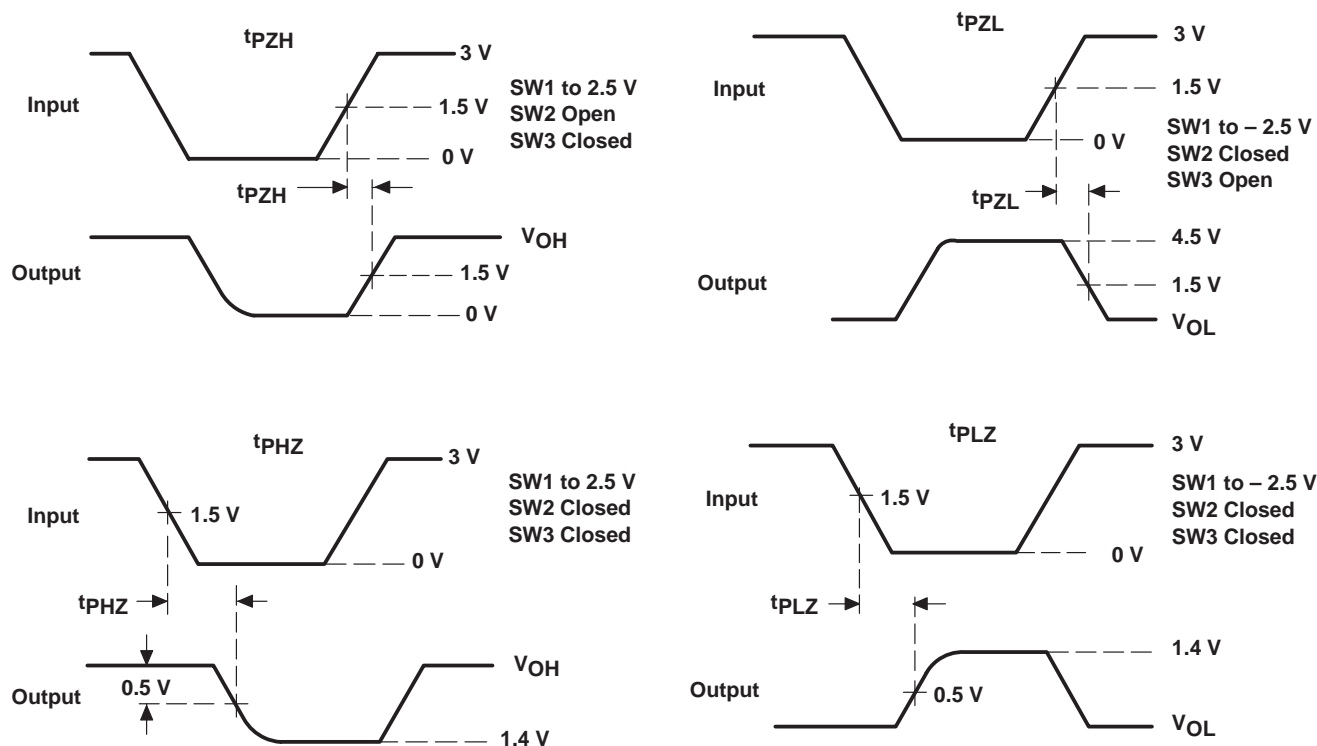 tPZH
3 V
Input
1.5 V
0 V
SW1 to 2.5 V
SW2 Open
SW3 Closed
tPZH
VOH
Output
1.5 V
0 V
tPZL
3 V
Input
1.5 V
0 V
SW1 to – 2.5 V
SW2 Closed
SW3 Open
tPZL
4.5 V
Output
1.5 V
VOL
tPHZ
3 V
Input
1.5 V
0 V
SW1 to 2.5 V
SW2 Closed
SW3 Closed
tPHZ
VOH
Output
0.5 V
1.4 V
tPLZ
3 V
Input
1.5 V
0 V
SW1 to – 2.5 V
SW2 Closed
SW3 Closed
tPLZ
1.4 V
Output
0.5 V
VOL